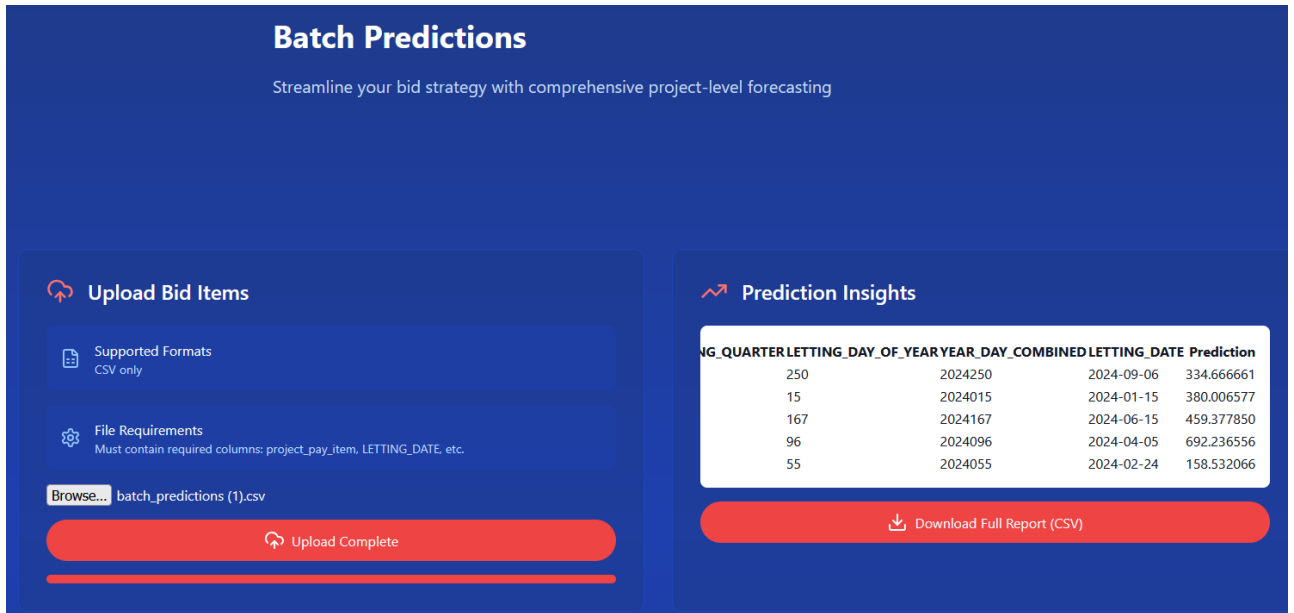 Batch Predictions
Streamline your bid strategy with comprehensive project-level forecasting
Upload Bid Items
Supported Formats
CSV only
File Requirements
Must contain required columns: project_pay_item, LETTING_DATE, etc.
Browse... batch_predictions (1).csv
Upload Complete
Prediction Insights
NG_QUARTER LETTING_DAY_OF_YEAR YEAR_DAY_COMBINED LETTING_DATE Prediction
250 2024250 2024-09-06 334.666661
15 2024015 2024-01-15 380.006577
167 2024167 2024-06-15 459.377850
96 2024096 2024-04-05 692.236556
55 2024055 2024-02-24 158.532066
Download Full Report (CSV)